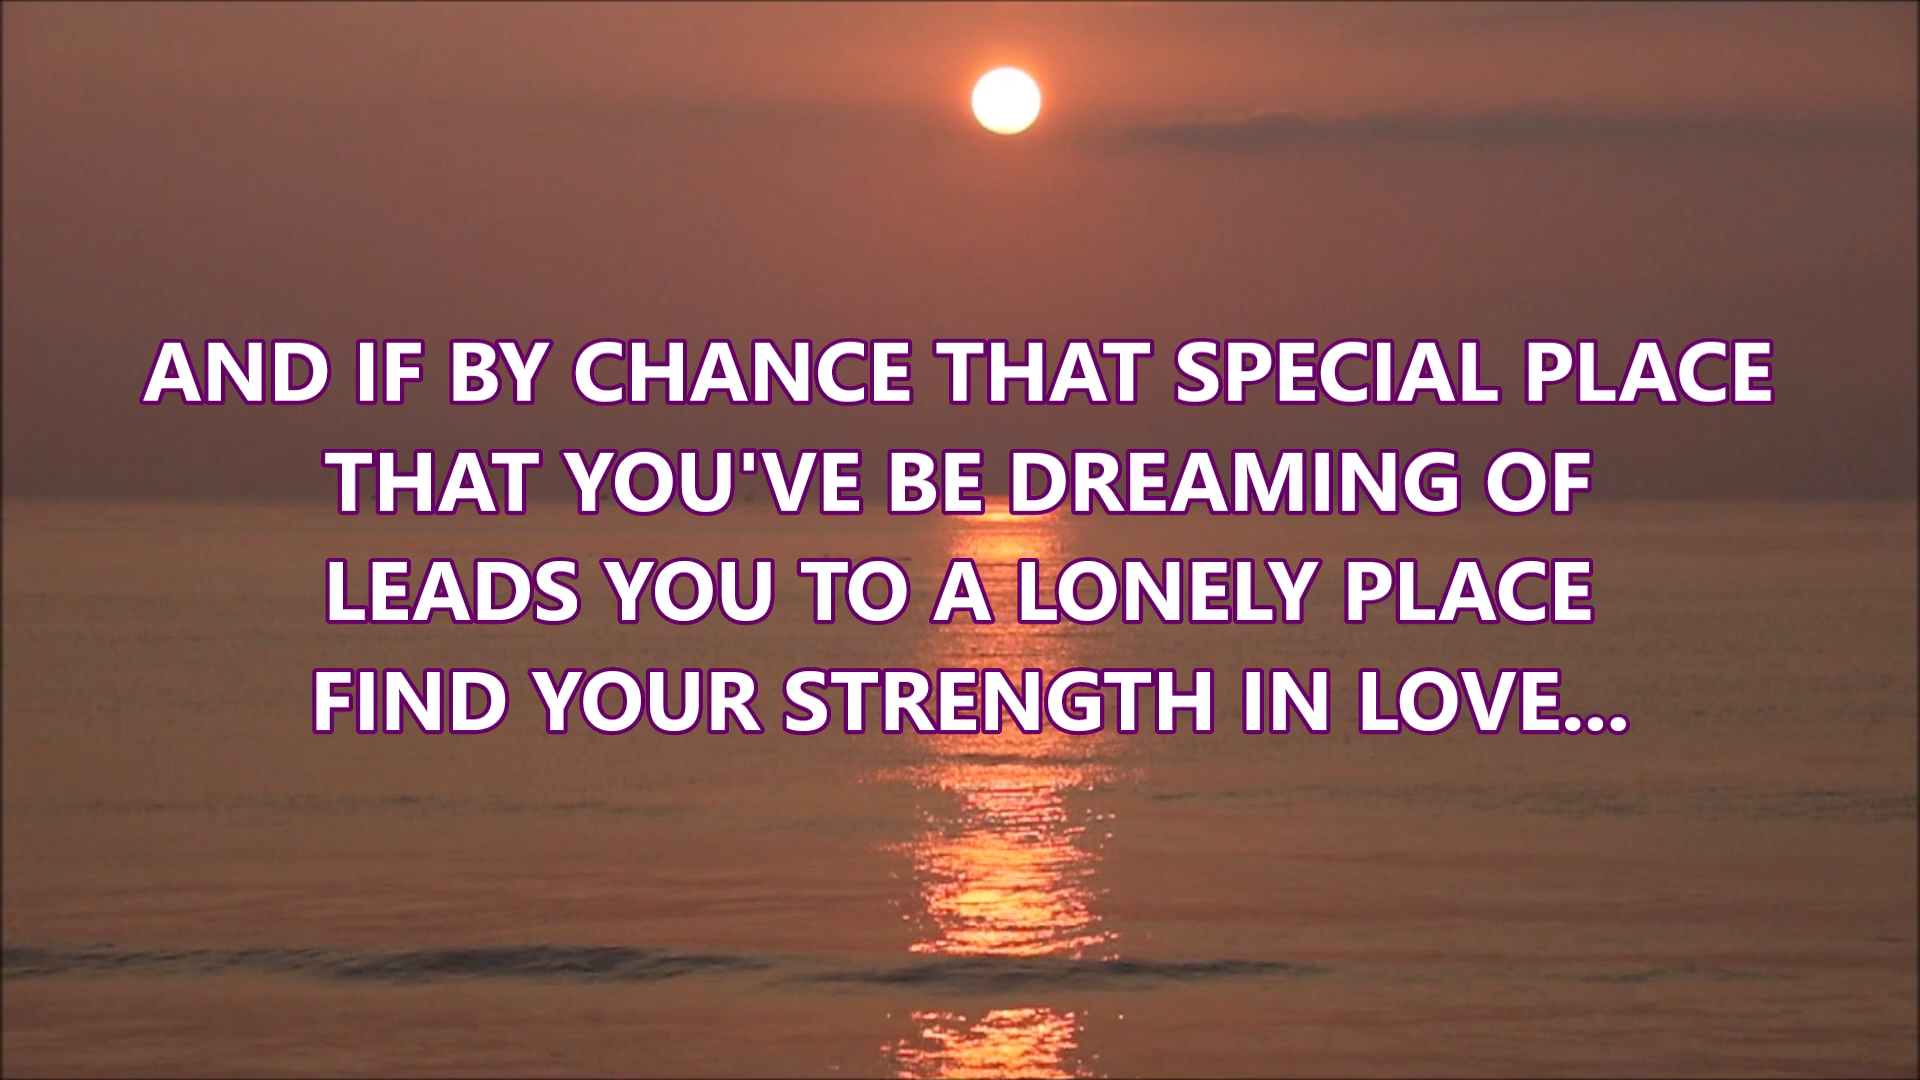 AND IF BY CHANCE THAT SPECIAL PLACE
THAT YOU'VE BE DREAMING OF
LEADS YOU TO A LONELY PLACE
FIND YOUR STRENGTH IN LOVE...